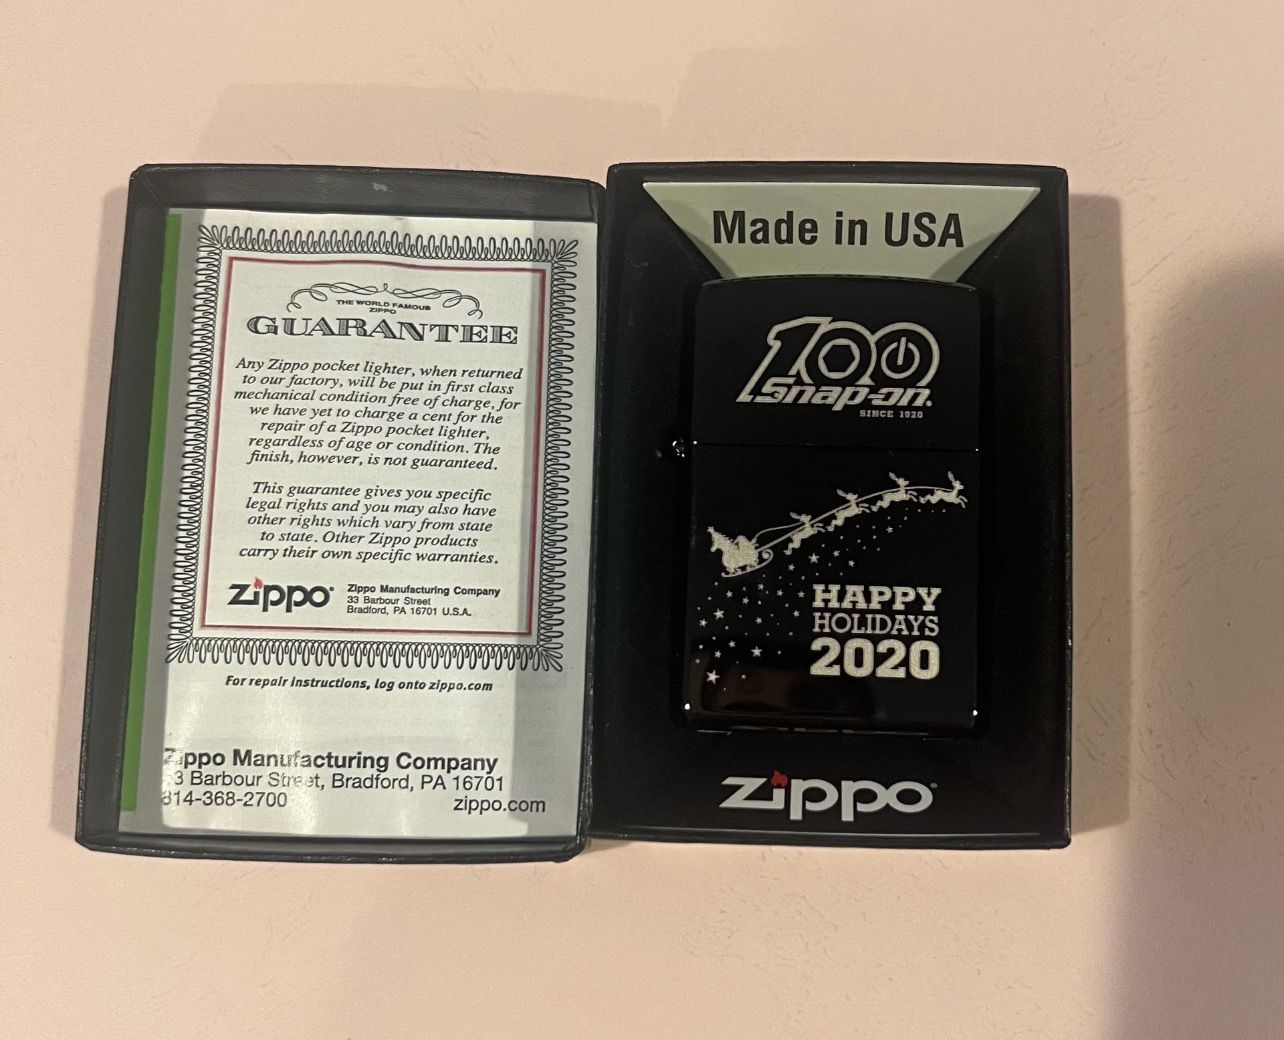 THE WORLD FAMOUS
ZIPPO
GUARANTEE
Any Zippo pocket lighter, when returned
to our factory, will be put in first class
mechanical condition free of charge, for
we have yet to charge a cent for the
repair of a Zippo pocket lighter,
regardless of age or condition. The
finish, however, is not guaranteed.
This guarantee gives you specific
legal rights and you may also have
other rights which vary from state
to state. Other Zippo products
carry their own specific warranties.
Zippo
Zippo Manufacturing Company
33 Barbour Street
Bradford, PA 16701 U.S.A.
For repair instructions, log onto zippo.com
Zippo Manufacturing Company
33 Barbour Street, Bradford, PA 16701
814-368-2700 zippo.com
Made in USA
100
Snap-on
SINCE 1920
HAPPY
HOLIDAYS
2020
Zippo